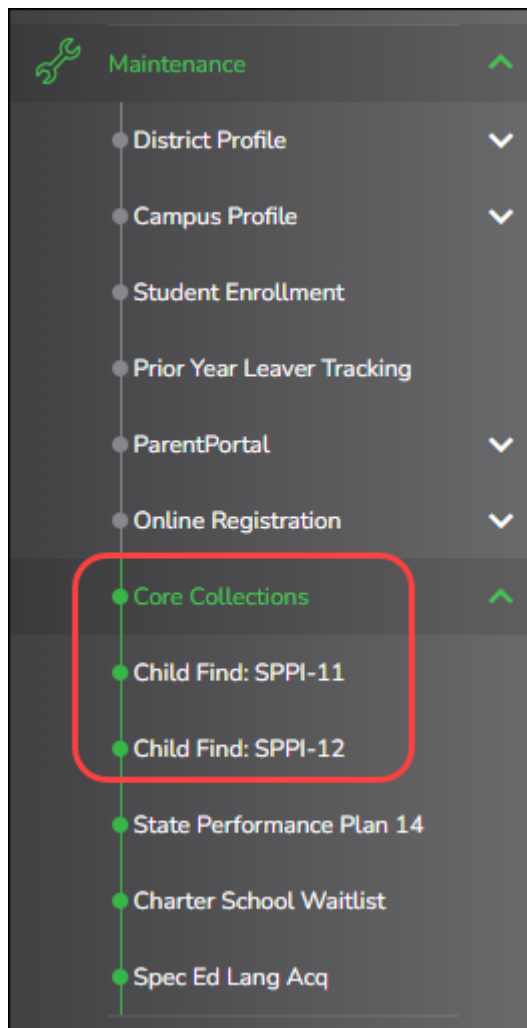 Maintenance
District Profile
Campus Profile
Student Enrollment
Prior Year Leaver Tracking
ParentPortal
Online Registration
Core Collections
Child Find: SPPI-11
Child Find: SPPI-12
State Performance Plan 14
Charter School Waitlist
Spec Ed Lang Acq